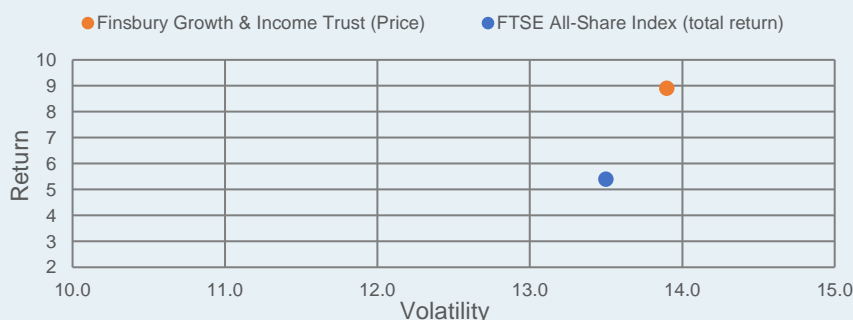 Finsbury Growth & Income Trust (Price) FTSE All-Share Index (total return)
10
9
8
7
6
5
4
3
2
Return
10.0 11.0 12.0 13.0 14.0 15.0
Volatility